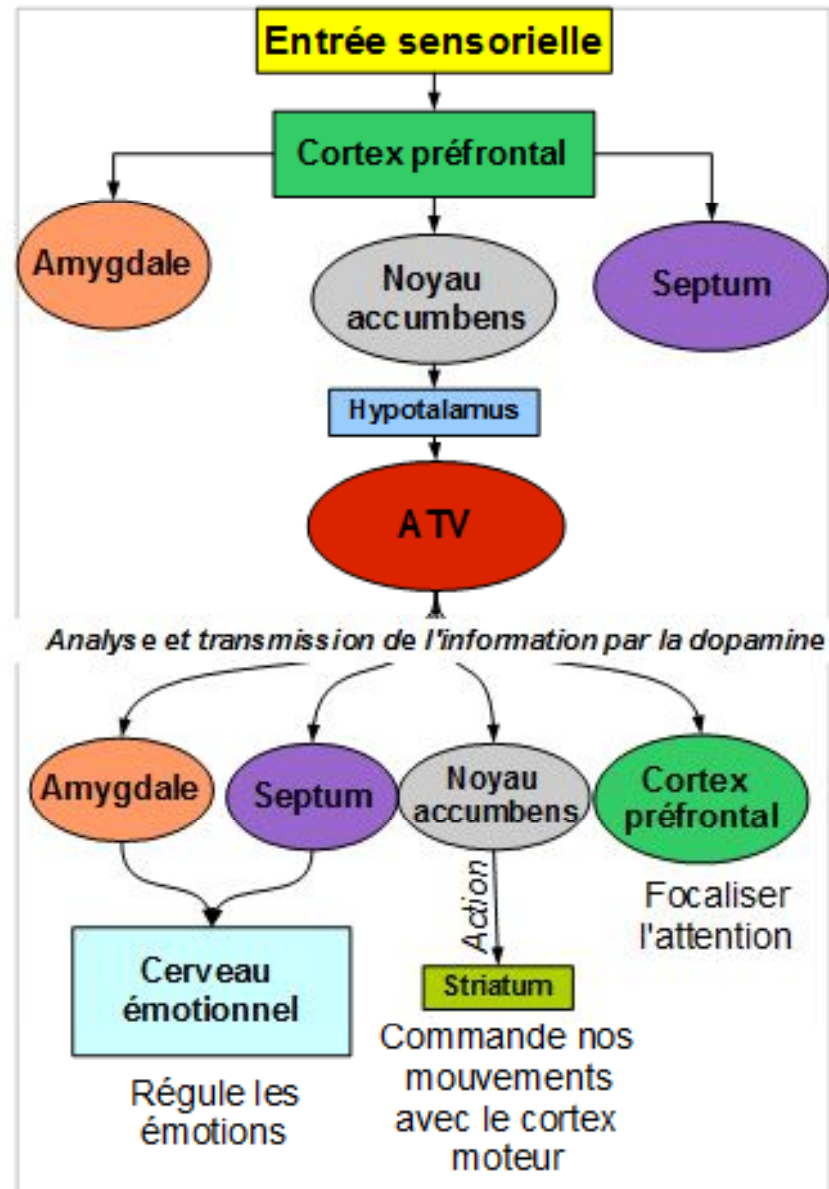 Entrée sensorielle
Cortex préfrontal
Amygdale
Noyau
accumbens
Septum
Hypotalamus
ATV
Analyse et transmission de l'information par la dopamine
Amygdale
Septum
Noyau
accumbens
Cortex
préfrontal
Action
Focaliser
l'attention
Cerveau
émotionnel
Striatum
Régule les
émotions
Commande nos
mouvements
avec le cortex
moteur